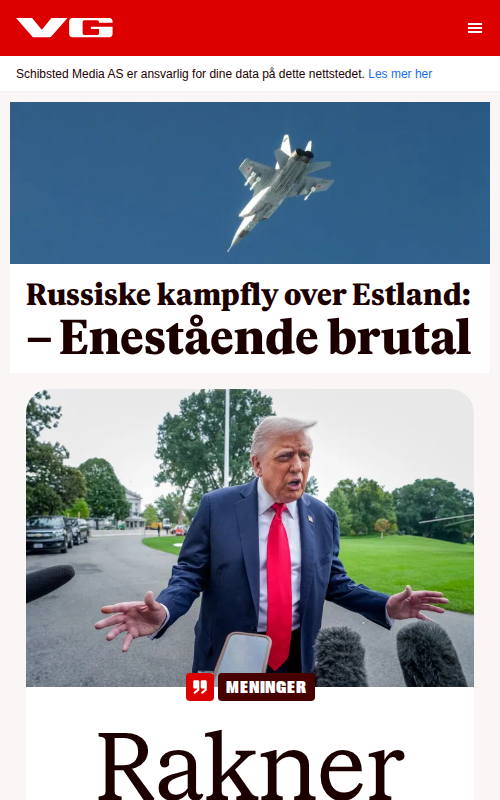 VG
Schibsted Media AS er ansvarlig for dine data på dette nettstedet. Les mer her
Russiske kampfly over Estland:
– Enestående brutal
MENINGER
Rakner